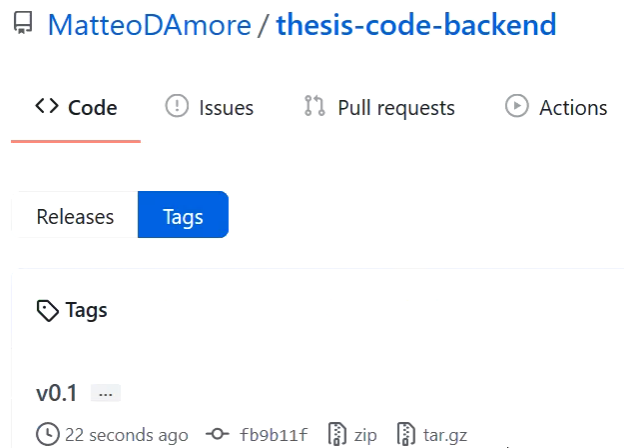 MatteoDAmore / thesis-code-backend
Code Issues Pull requests Actions
Releases Tags
Tags
v0.1 ...
22 seconds ago fb9b11f zip tar.gz